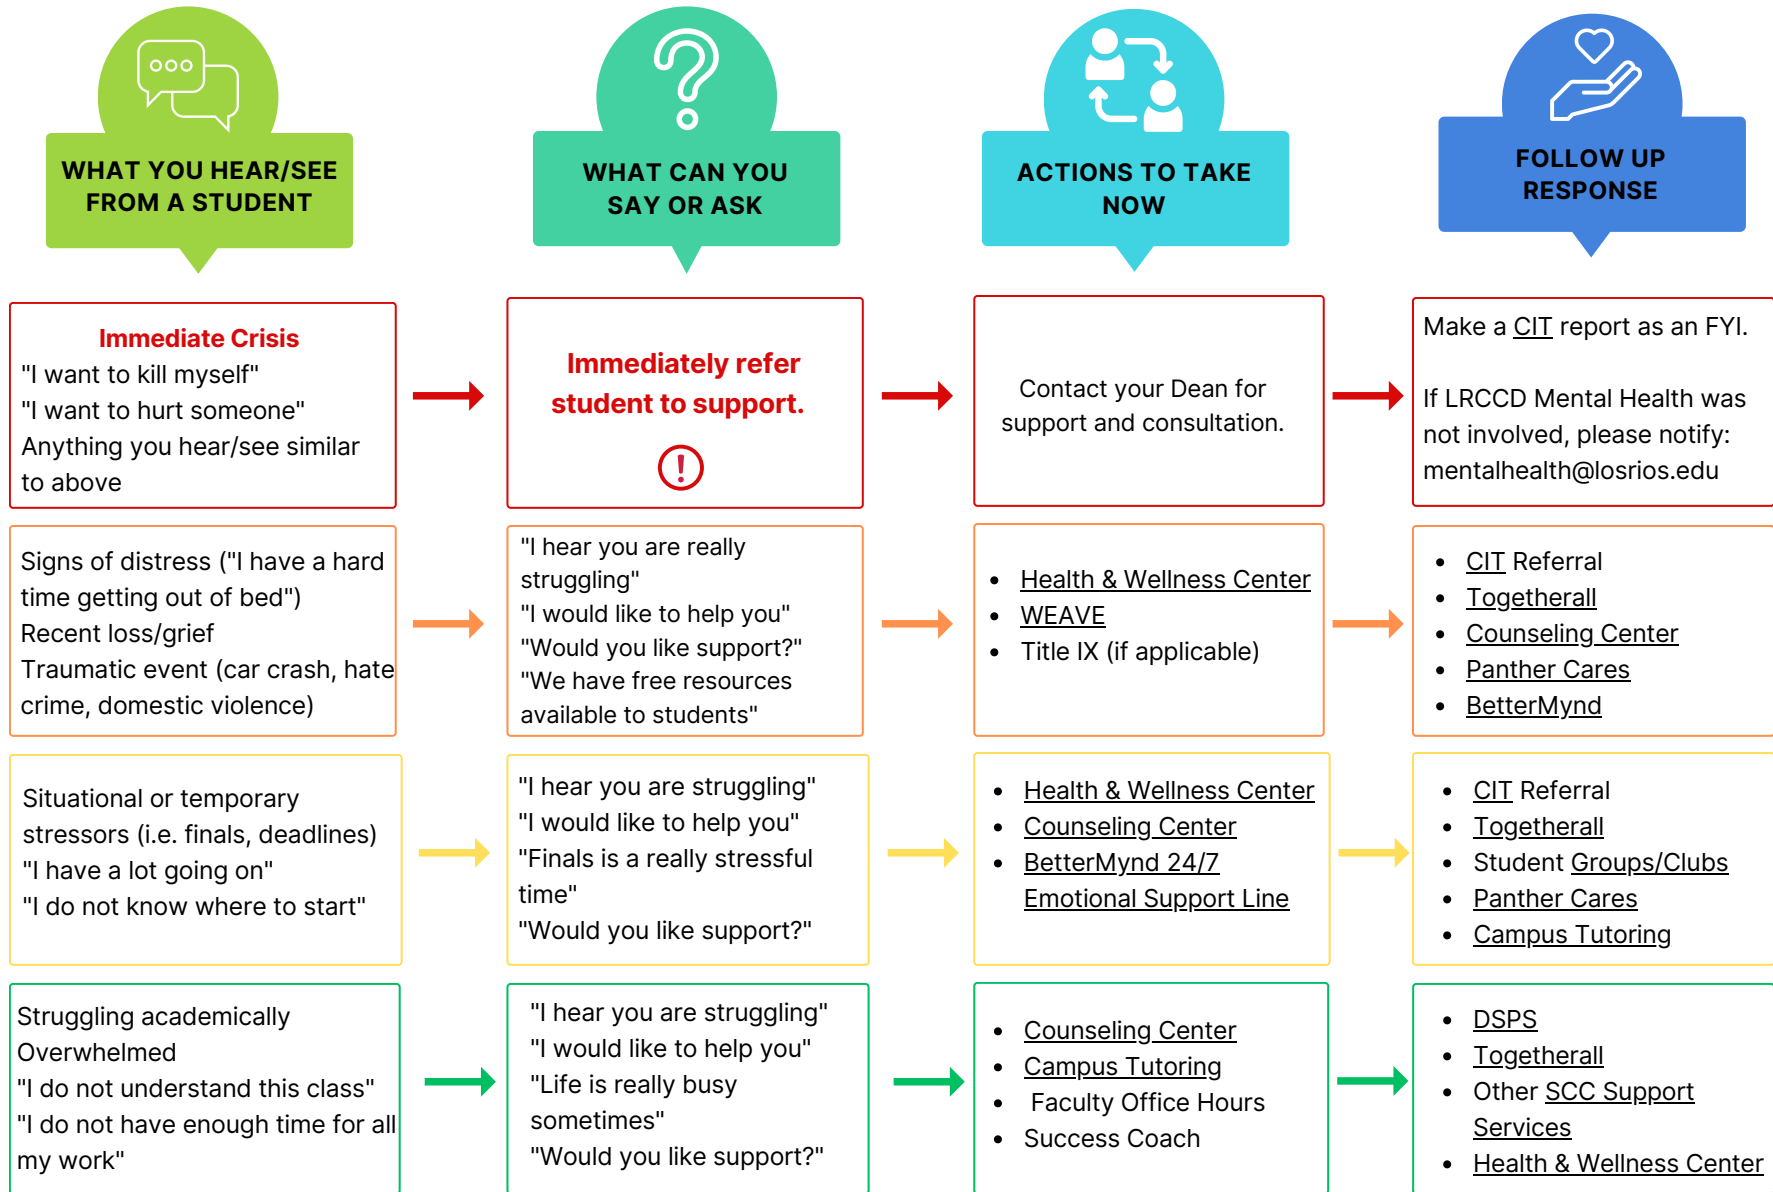 WHAT YOU HEAR/SEE
FROM A STUDENT
WHAT CAN YOU
SAY OR ASK
ACTIONS TO TAKE
NOW
FOLLOW UP
RESPONSE
Immediate Crisis
"I want to kill myself"
"I want to hurt someone"
Anything you hear/see similar
to above
Immediately refer
student to support.
!
Contact your Dean for
support and consultation.
Make a CIT report as an FYI.
If LRCCD Mental Health was
not involved, please notify:
mentalhealth@losrios.edu
Signs of distress ("I have a hard
time getting out of bed")
Recent loss/grief
Traumatic event (car crash, hate
crime, domestic violence)
"I hear you are really
struggling"
"I would like to help you"
"Would you like support?"
"We have free resources
available to students"
• Health & Wellness Center
• WEAVE
• Title IX (if applicable)
• CIT Referral
• Togetherall
• Counseling Center
• Panther Cares
• BetterMynd
Situational or temporary
stressors (i.e. finals, deadlines)
"I have a lot going on"
"I do not know where to start"
"I hear you are struggling"
"I would like to help you"
"Finals is a really stressful
time"
"Would you like support?"
• Health & Wellness Center
• Counseling Center
• BetterMynd 24/7
Emotional Support Line
• CIT Referral
• Togetherall
• Student Groups/Clubs
• Panther Cares
• Campus Tutoring
Struggling academically
Overwhelmed
"I do not understand this class"
"I do not have enough time for all
my work"
"I hear you are struggling"
"I would like to help you"
"Life is really busy
sometimes"
"Would you like support?"
• Counseling Center
• Campus Tutoring
• Faculty Office Hours
• Success Coach
• DSPS
• Togetherall
• Other SCC Support
Services
• Health & Wellness Center